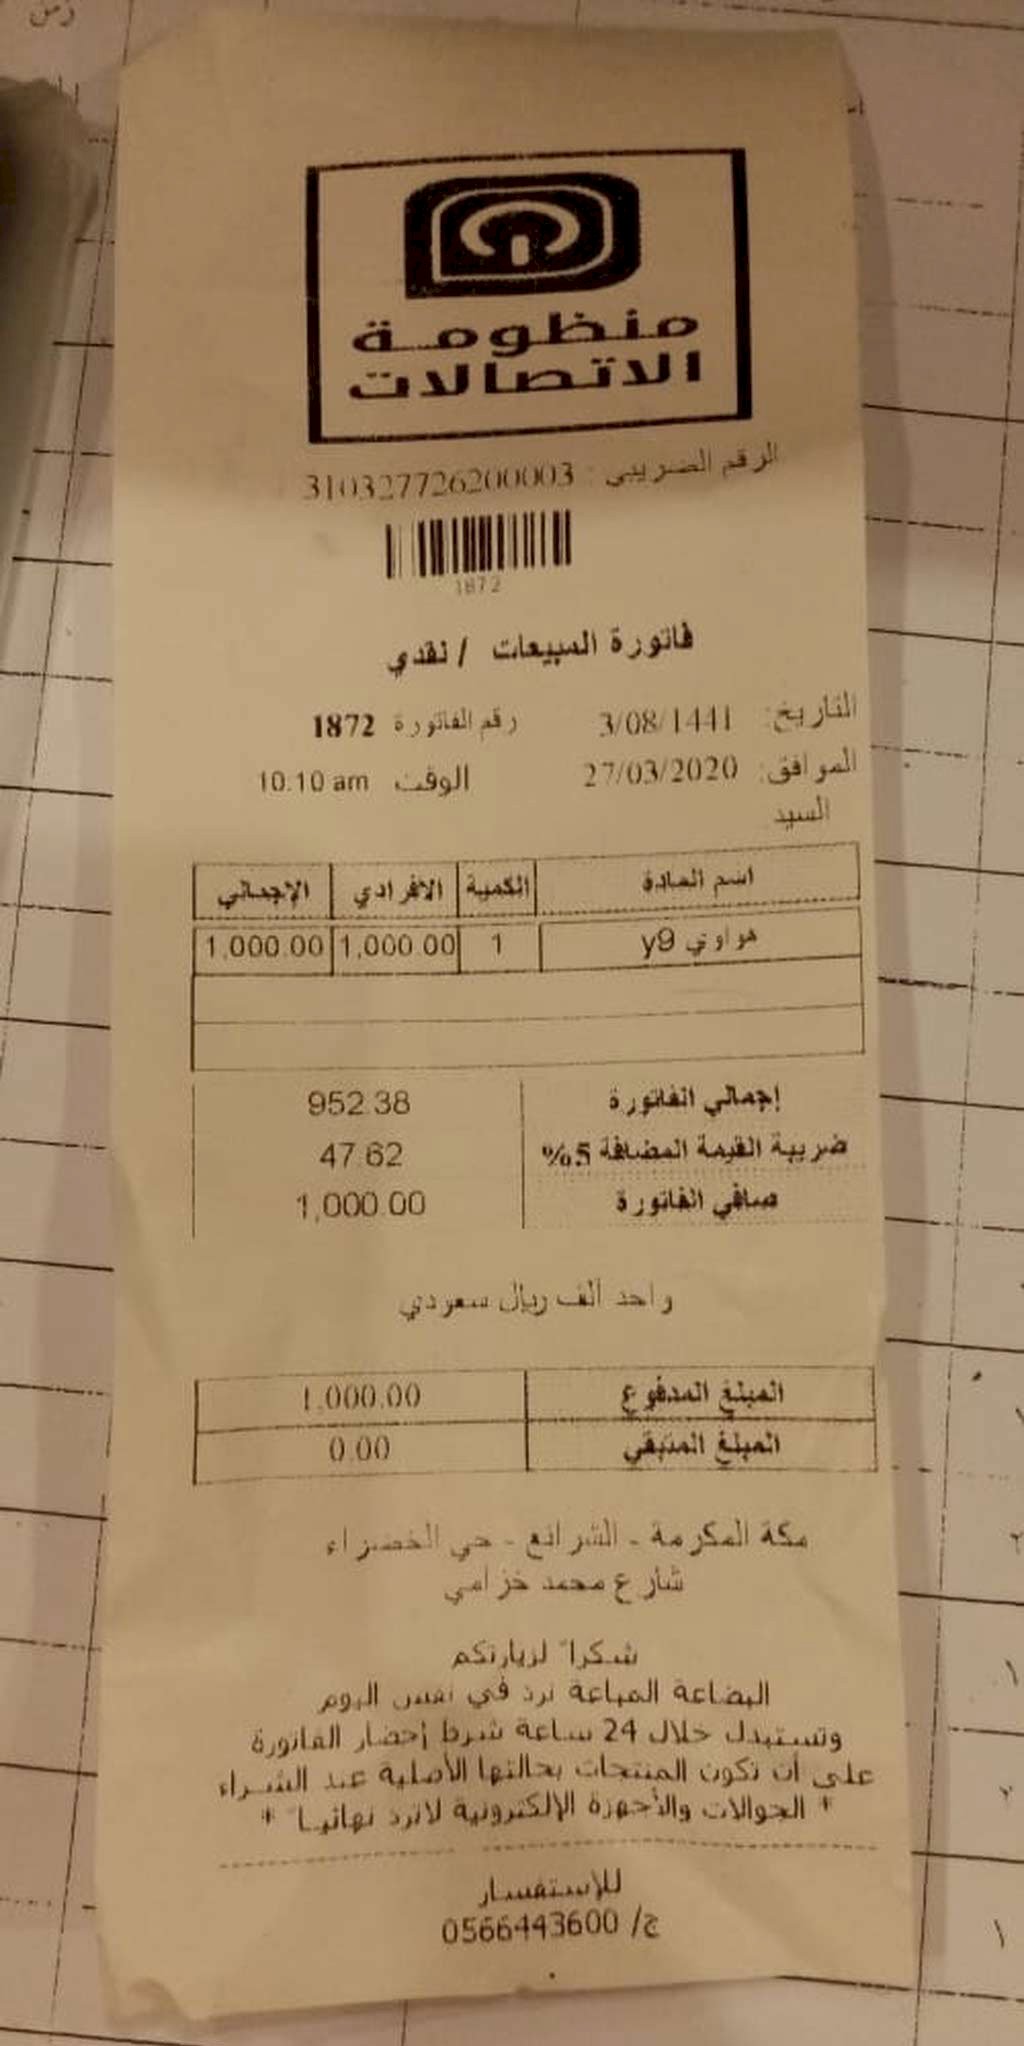 منظومة
الاتصالات
الرقم الضريبي : 310327726200003
1872
فاتورة المبيعات / نقدي
التاريخ: 3/08/1441 رقم الفاتورة 1872
الموافق: 27/03/2020 الوقت 10.10 am
السيد
اسم المادة الكمية الافرادي الإجمالي
هواوي y9 1 1,000.00 1,000.00
إجمالي الفاتورة 952.38
ضريبة القيمة المضافة 5% 47.62
صافي الفاتورة 1,000.00
واحد ألف ريال سعودي
المبلغ المدفوع 1,000.00
المبلغ المتبقي 0.00
مكة المكرمة - الشرائع - حي الخضراء
شارع محمد خزامي
شكراً لزيارتكم
البضاعة المباعة ترد في نفس اليوم
وتستبدل خلال 24 ساعة شرط إحضار الفاتورة
على أن تكون المنتجات بحالتها الأصلية عند الشراء
* الجوالات والأجهزة الإلكترونية لاترد نهائياً *
للإستفسار
ج/ 0566443600